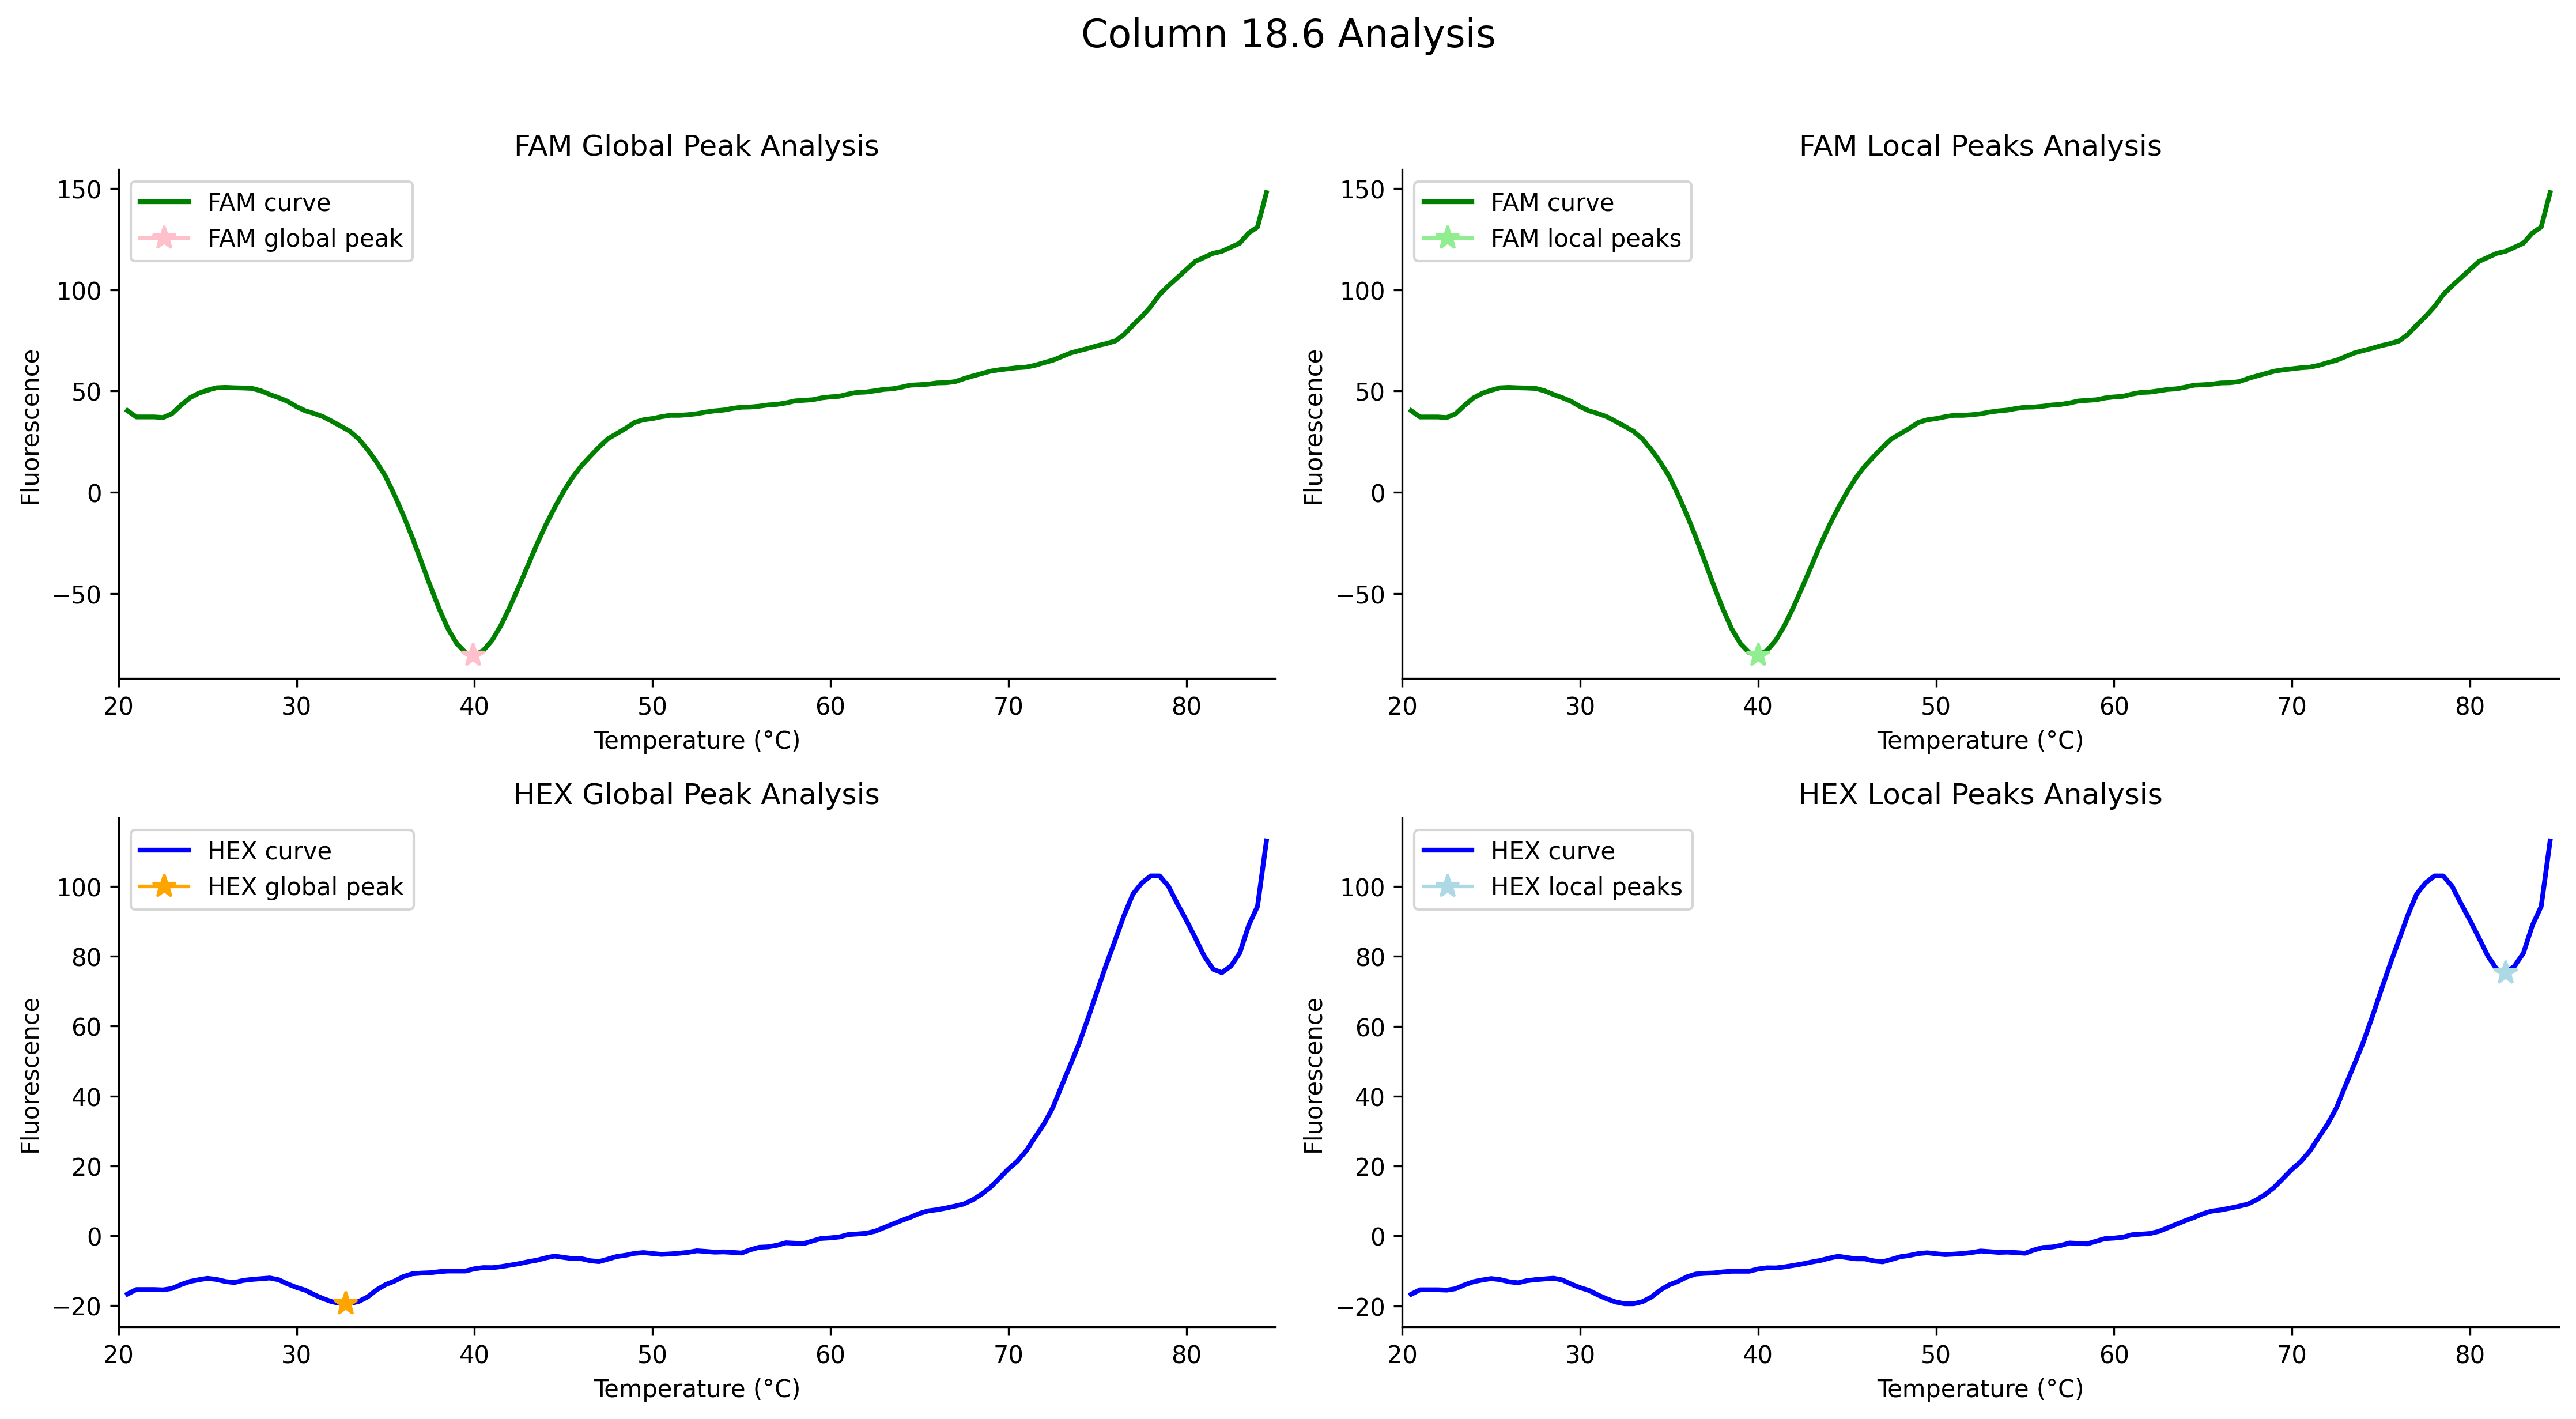 Column 18.6 Analysis
FAM Global Peak Analysis
FAM curve
FAM global peak
150
100
50
0
−50
Fluorescence
20 30 40 50 60 70 80
Temperature (°C)
FAM Local Peaks Analysis
FAM curve
FAM local peaks
150
100
50
0
−50
Fluorescence
20 30 40 50 60 70 80
Temperature (°C)
HEX Global Peak Analysis
HEX curve
HEX global peak
100
80
60
40
20
0
−20
Fluorescence
20 30 40 50 60 70 80
Temperature (°C)
HEX Local Peaks Analysis
HEX curve
HEX local peaks
100
80
60
40
20
0
−20
Fluorescence
20 30 40 50 60 70 80
Temperature (°C)